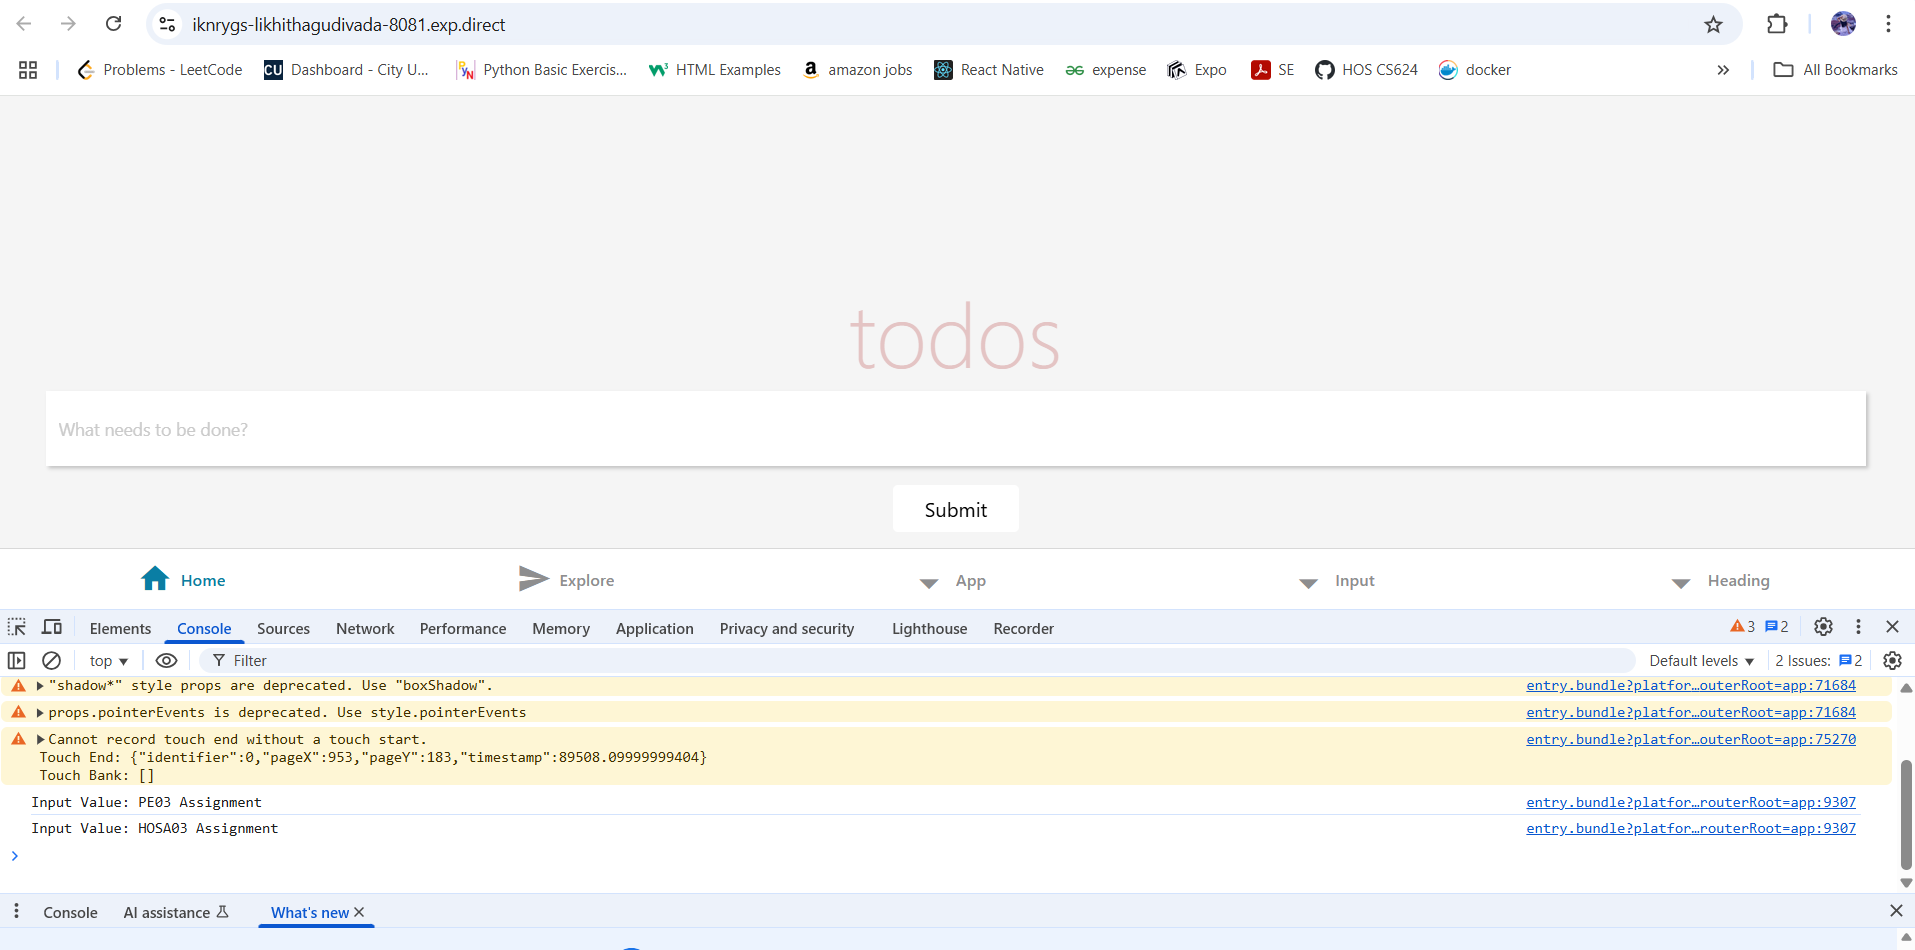 iknrygs-likhithagudivada-8081.exp.direct
Problems - LeetCode CU Dashboard - City U... Python Basic Exercis... HTML Examples amazon jobs React Native expense Expo SE HOS CS624 docker » All Bookmarks
todos
What needs to be done?
Submit
Home Explore App Input Heading
Elements Console Sources Network Performance Memory Application Privacy and security Lighthouse Recorder 3 2
top Filter Default levels 2 Issues: 2
"shadow*" style props are deprecated. Use "boxShadow". entry.bundle?platfor…outerRoot=app:71684
props.pointerEvents is deprecated. Use style.pointerEvents entry.bundle?platfor…outerRoot=app:71684
Cannot record touch end without a touch start. entry.bundle?platfor…outerRoot=app:75270
Touch End: {"identifier":0,"pageX":953,"pageY":183,"timestamp":89508.09999999404}
Touch Bank: []
Input Value: PE03 Assignment entry.bundle?platfor…routerRoot=app:9307
Input Value: HOSA03 Assignment entry.bundle?platfor…routerRoot=app:9307
Console AI assistance What's new